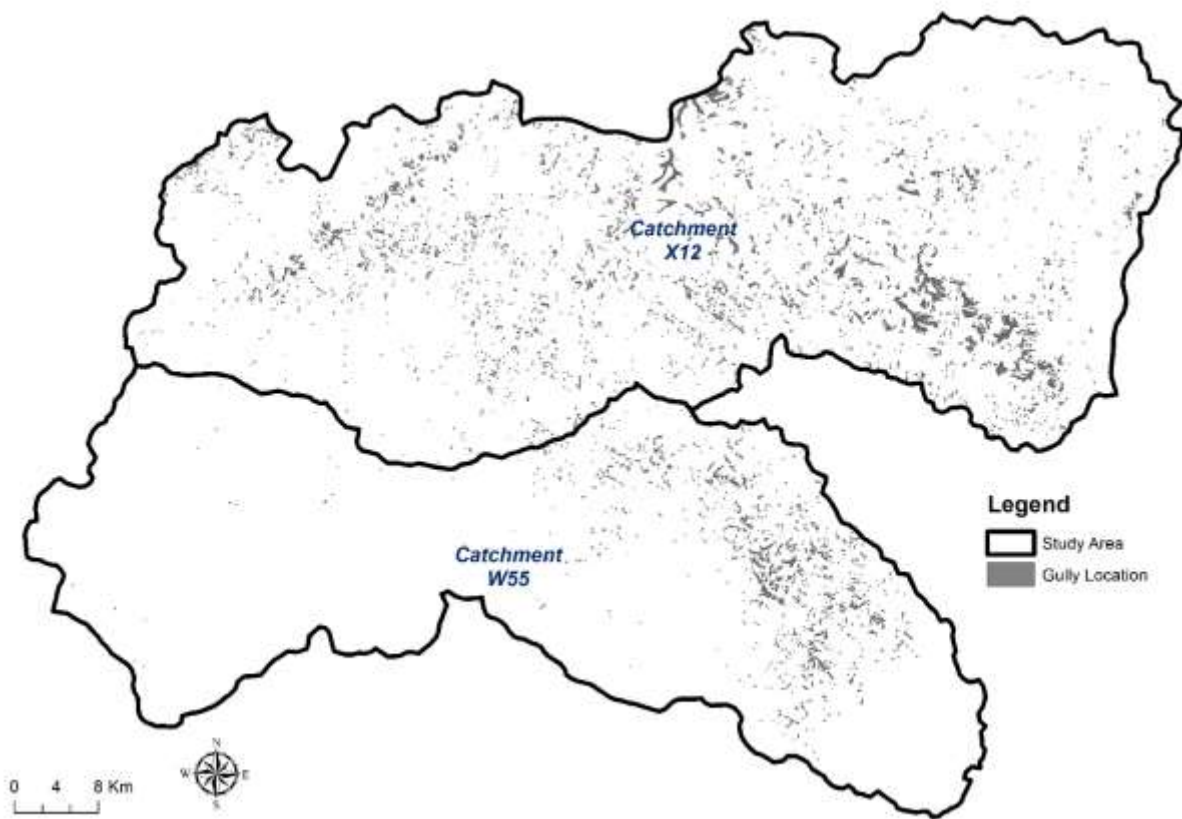 Catchment
X12
Catchment
W55
Legend
Study Area
Gully Location
N
W
E
S
0 4 8 Km